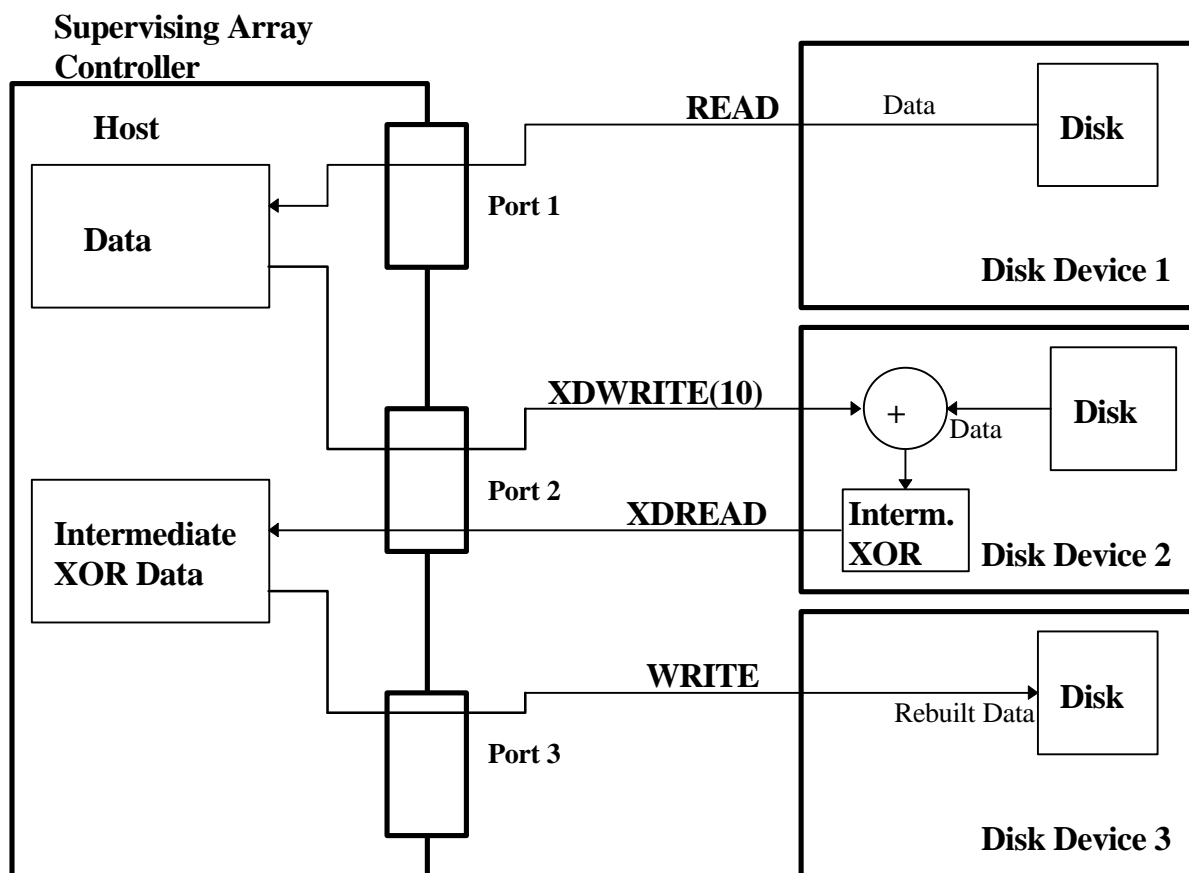 Supervising Array
Controller
Host
READ
Data
Disk
Data
Port 1
Disk Device 1
XDWRITE(10)
+
Data
Disk
Port 2
XDREAD
Interm.
XOR
Disk Device 2
Intermediate
XOR Data
WRITE
Rebuilt Data
Disk
Port 3
Disk Device 3